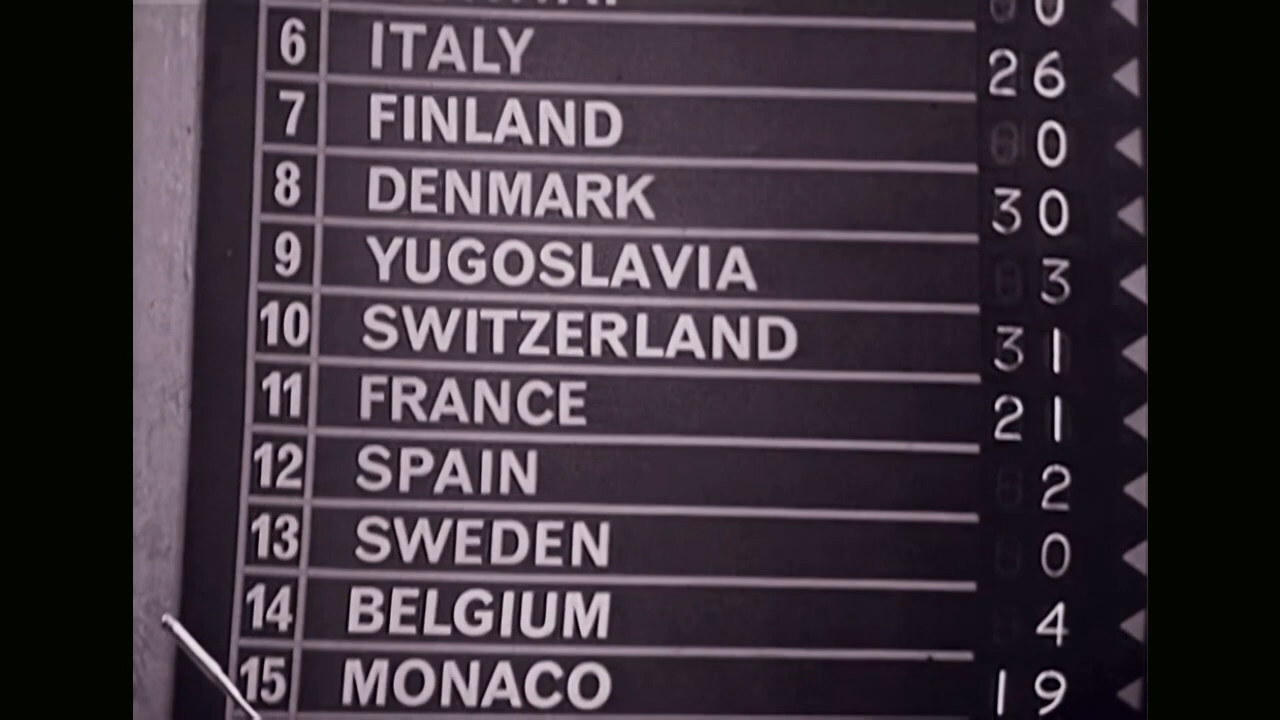 0
6 ITALY 26
7 FINLAND 0
8 DENMARK 30
9 YUGOSLAVIA 3
10 SWITZERLAND 31
11 FRANCE 21
12 SPAIN 2
13 SWEDEN 0
14 BELGIUM 4
15 MONACO 19